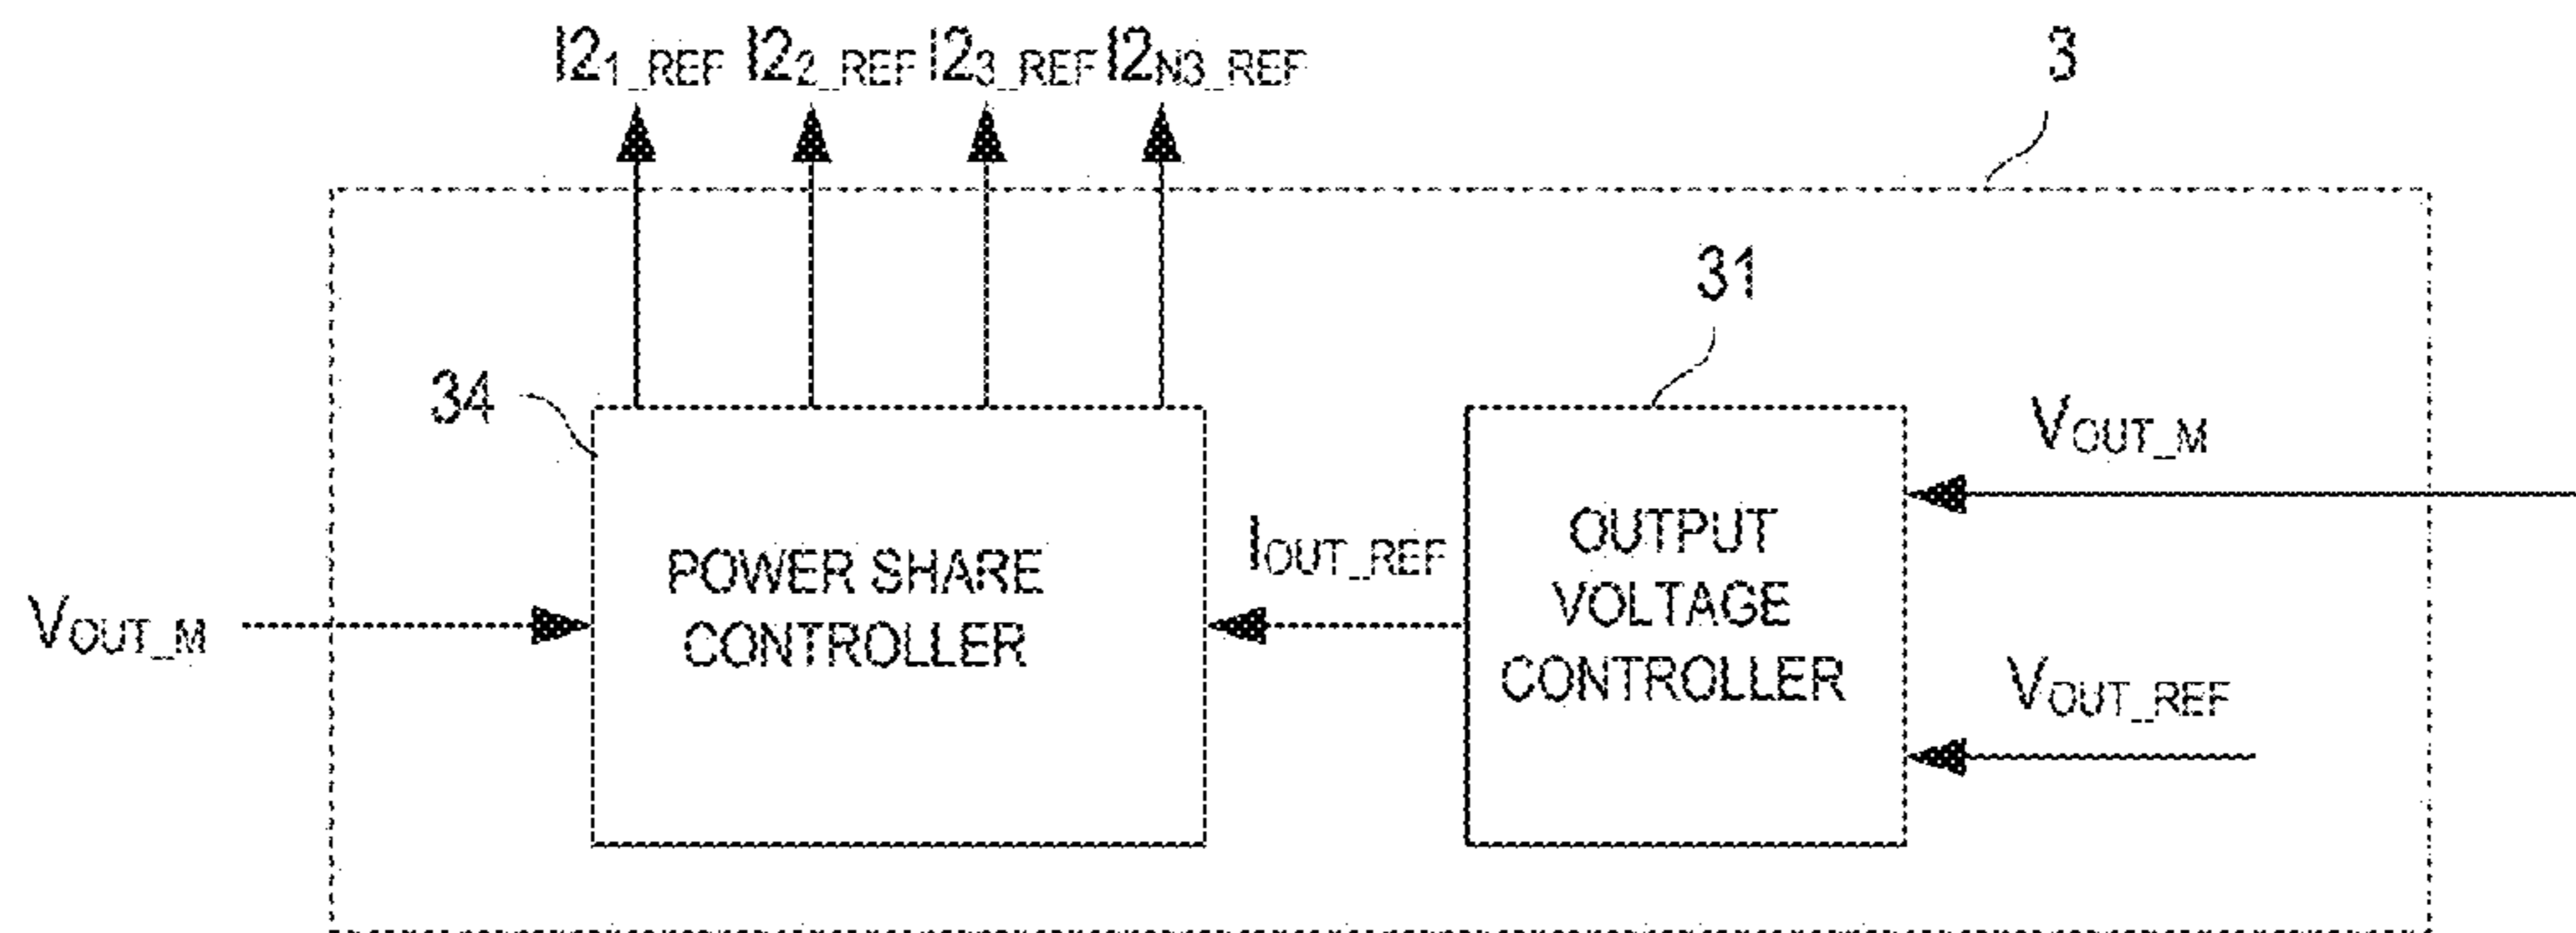 I21_REF I22_REF I23_REF I2N3_REF
3
31
34
VOUT_M
OUTPUT
VOLTAGE
CONTROLLER
IOUT_REF
POWER SHARE
CONTROLLER
VOUT_M
VOUT_REF